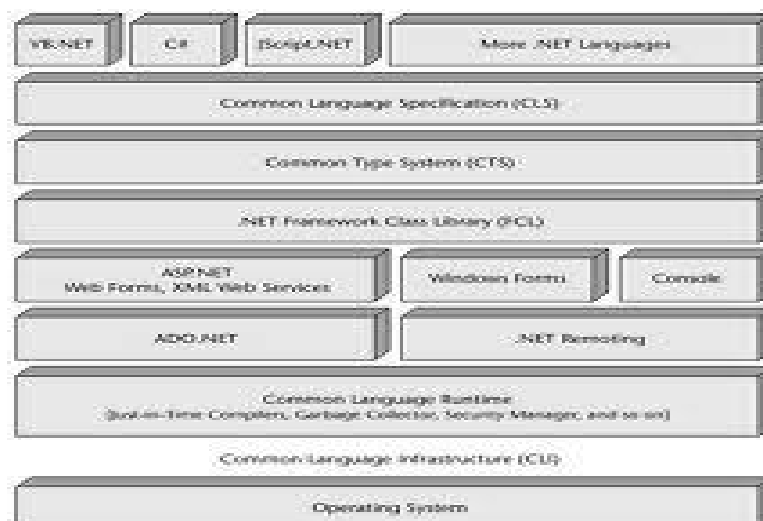 VB.NET
C#
JScript.NET
More .NET Languages
Common Language Specification (CLS)
Common Type System (CTS)
.NET Framework Class Library (FCL)
ASP.NET
Web Forms, XML Web Services
Windows Forms
Console
ADO.NET
.NET Remoting
Common Language Runtime
(Just-in-Time Compilers, Garbage Collector, Security Manager, and so on)
Common Language Infrastructure (CLI)
Operating System